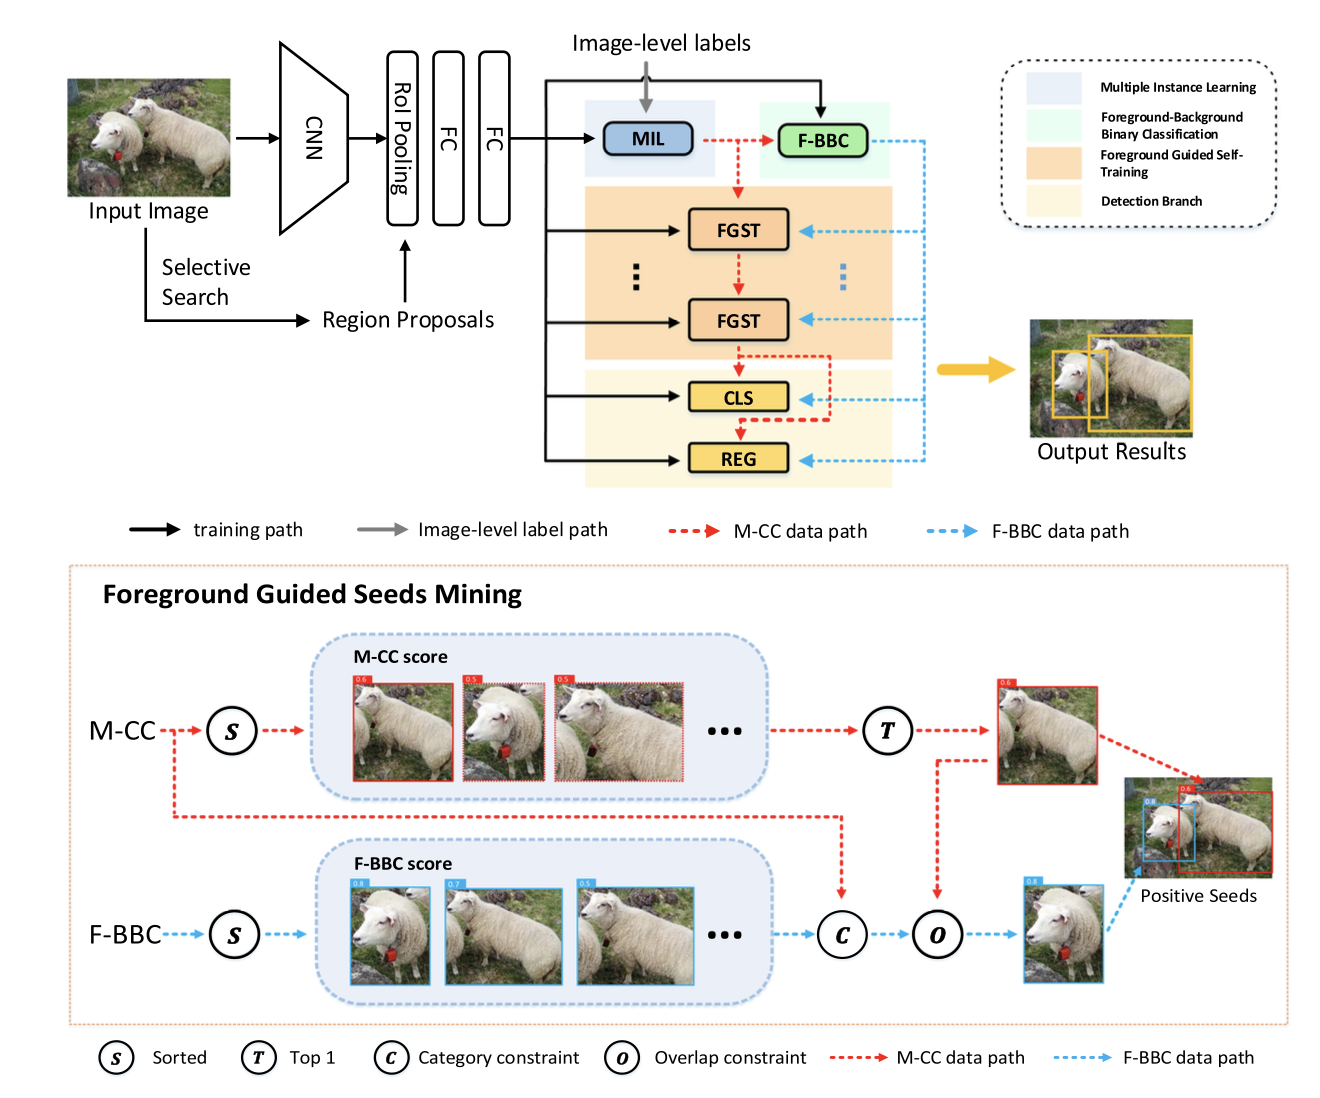 Image-level labels
Input Image
CNN
RoI Pooling
FC
FC
MIL
F-BBC
Multiple Instance Learning
Foreground-Background
Binary Classification
Foreground Guided Self-
Training
Detection Branch
Selective
Search
Region Proposals
FGST
FGST
CLS
REG
Output Results
training path
Image-level label path
M-CC data path
F-BBC data path
Foreground Guided Seeds Mining
M-CC score
0.6
0.5
0.5
0.6
M-CC
S
T
0.8
0.6
Positive Seeds
F-BBC score
0.8
0.7
0.5
0.8
F-BBC
S
C
O
S Sorted
T Top 1
C Category constraint
O Overlap constraint
M-CC data path
F-BBC data path